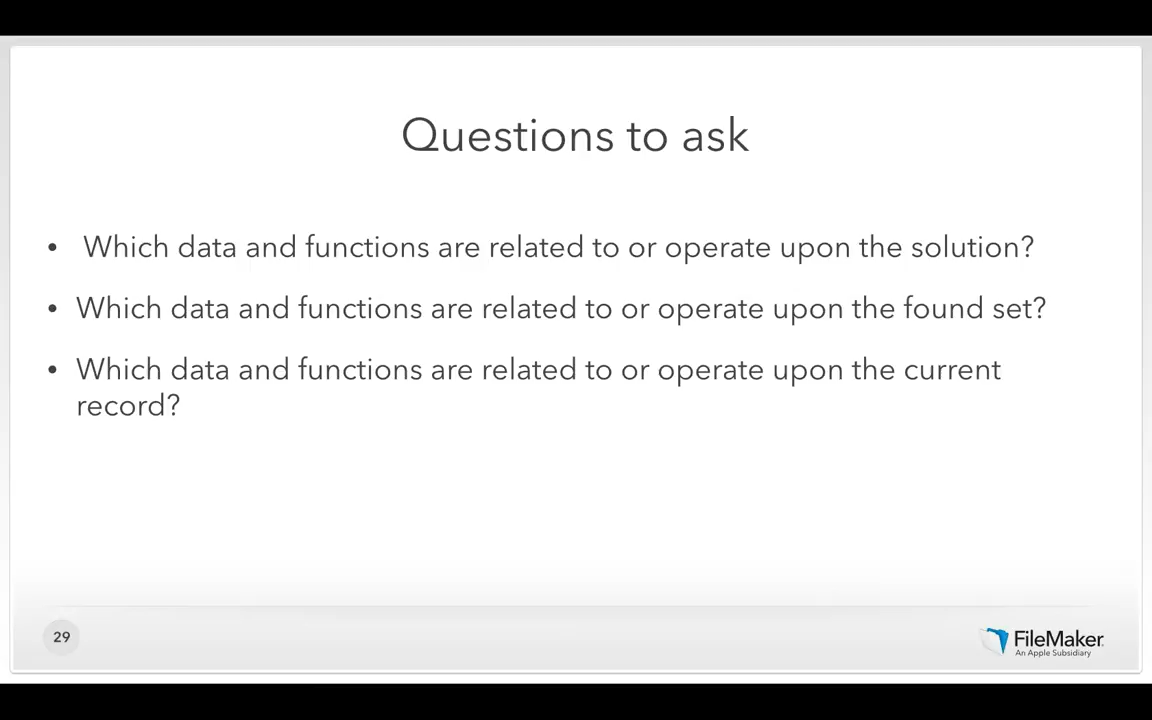 Questions to ask
• Which data and functions are related to or operate upon the solution?
• Which data and functions are related to or operate upon the found set?
• Which data and functions are related to or operate upon the current
record?
29
FileMaker
An Apple Subsidiary